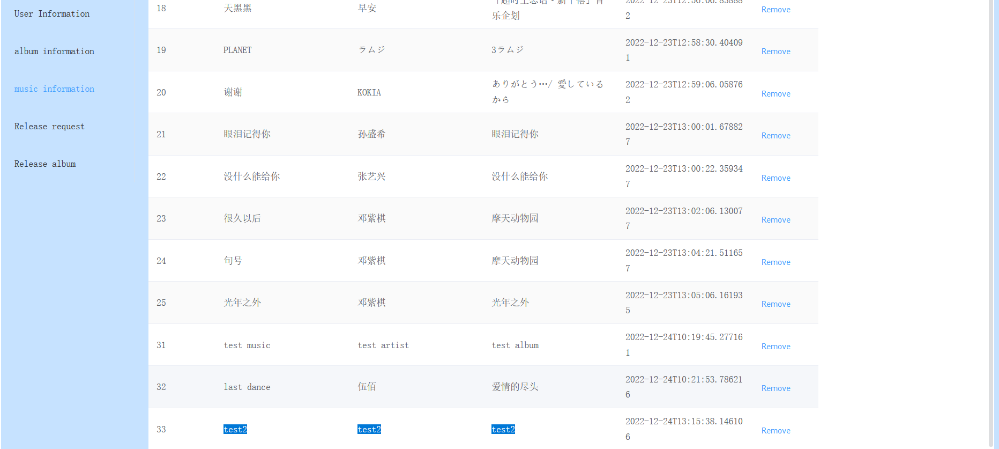 User Information
album information
music information
Release request
Release album
18 天黑黑 早安 Remove
乐企划
2
19 PLANET ラムジ 3ラムジ 2022-12-23T12:58:30.40409 Remove
1
20 谢谢 KOKIA ありがとう…/ 愛している 2022-12-23T12:59:06.05876 Remove
から 2
21 眼泪记得你 孙盛希 眼泪记得你 2022-12-23T13:00:01.67882 Remove
7
22 没什么能给你 张艺兴 没什么能给你 2022-12-23T13:00:22.35934 Remove
7
23 很久以后 邓紫棋 摩天动物园 2022-12-23T13:02:06.13007 Remove
7
24 句号 邓紫棋 摩天动物园 2022-12-23T13:04:21.51165 Remove
7
25 光年之外 邓紫棋 光年之外 2022-12-23T13:05:06.16193 Remove
5
31 test music test artist test album 2022-12-24T10:19:45.27716 Remove
1
32 last dance 伍佰 爱情的尽头 2022-12-24T10:21:53.78621 Remove
6
33 test2 test2 test2 2022-12-24T13:15:38.14610 Remove
6